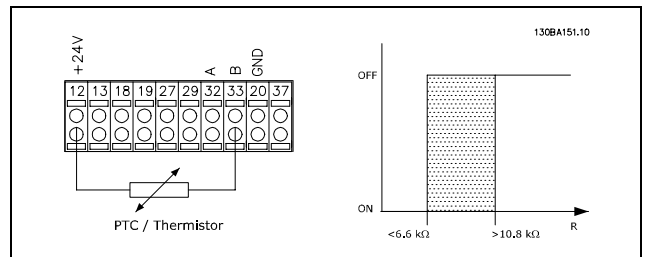 130BA151.10
+24V
A
B
GND
12 13 18 19 27 29 32 33 20 37
PTC / Thermistor
OFF
ON
<6.6 kΩ >10.8 kΩ R